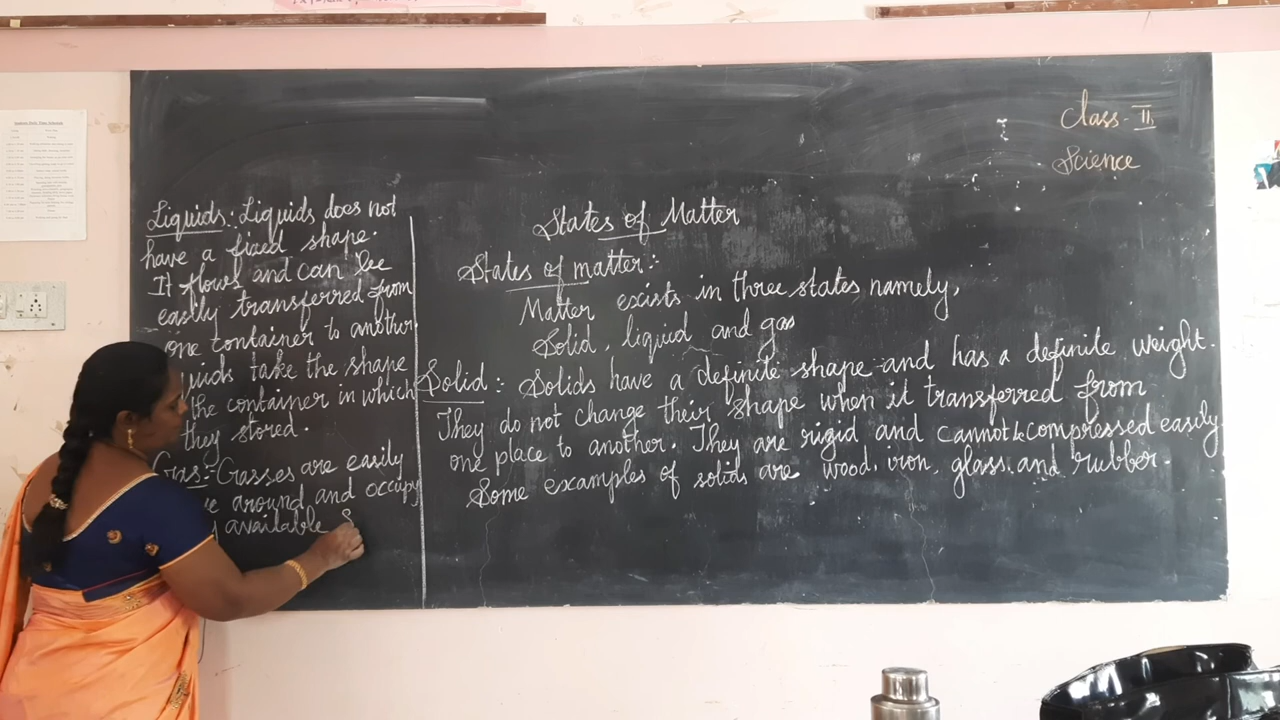 Class - II
Science
States of Matter
States of matter :-
Matter exists in three states namely,
Solid, liquid and gas
Solid :- Solids have a definite shape and has a definite weight.
They do not change their shape when it transferred from
one place to another. They are rigid and cannot be compressed easily
Some examples of solids are wood, iron, glass and rubber.
Liquids :- Liquids does not
have a fixed shape.
It flows and can be
easily transferred from
one container to another
take the shape
the container in which
they stored.
Gas :- Gasses are easily
around and occupy
available